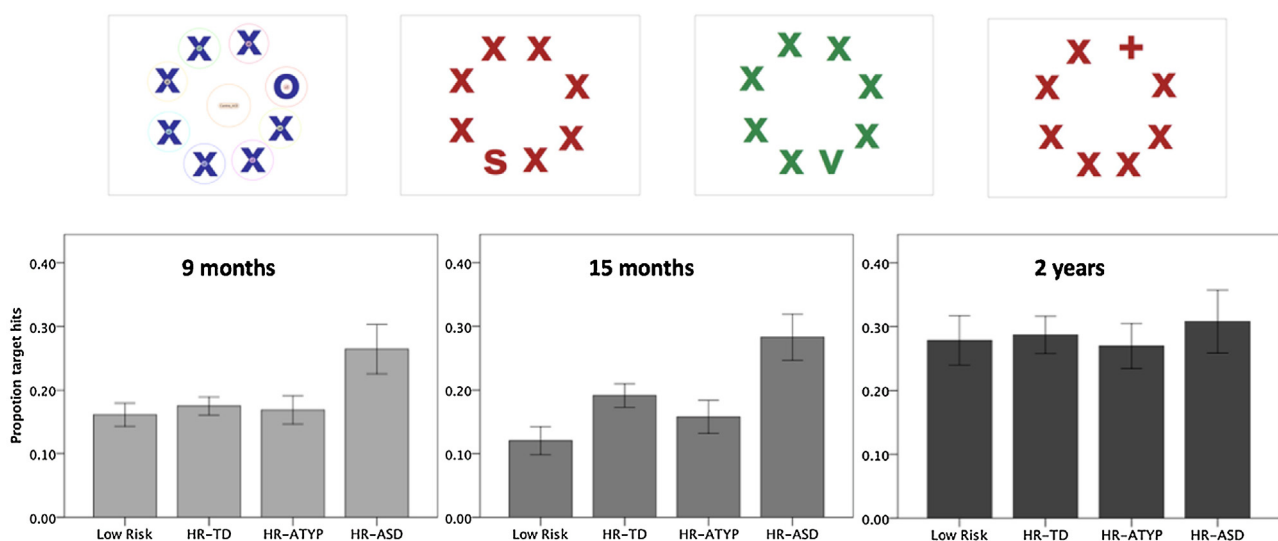 X X
X O
X X
X X
X X
X X
X X
S X
X X
X X
X X
X V
X +
X X
X X
X X
9 months
Propotion target hits
0.40
0.30
0.20
0.10
0.00
Low Risk HR-TD HR-ATYP HR-ASD
15 months
0.40
0.30
0.20
0.10
0.00
Low Risk HR-TD HR-ATYP HR-ASD
2 years
0.40
0.30
0.20
0.10
0.00
Low Risk HR-TD HR-ATYP HR-ASD